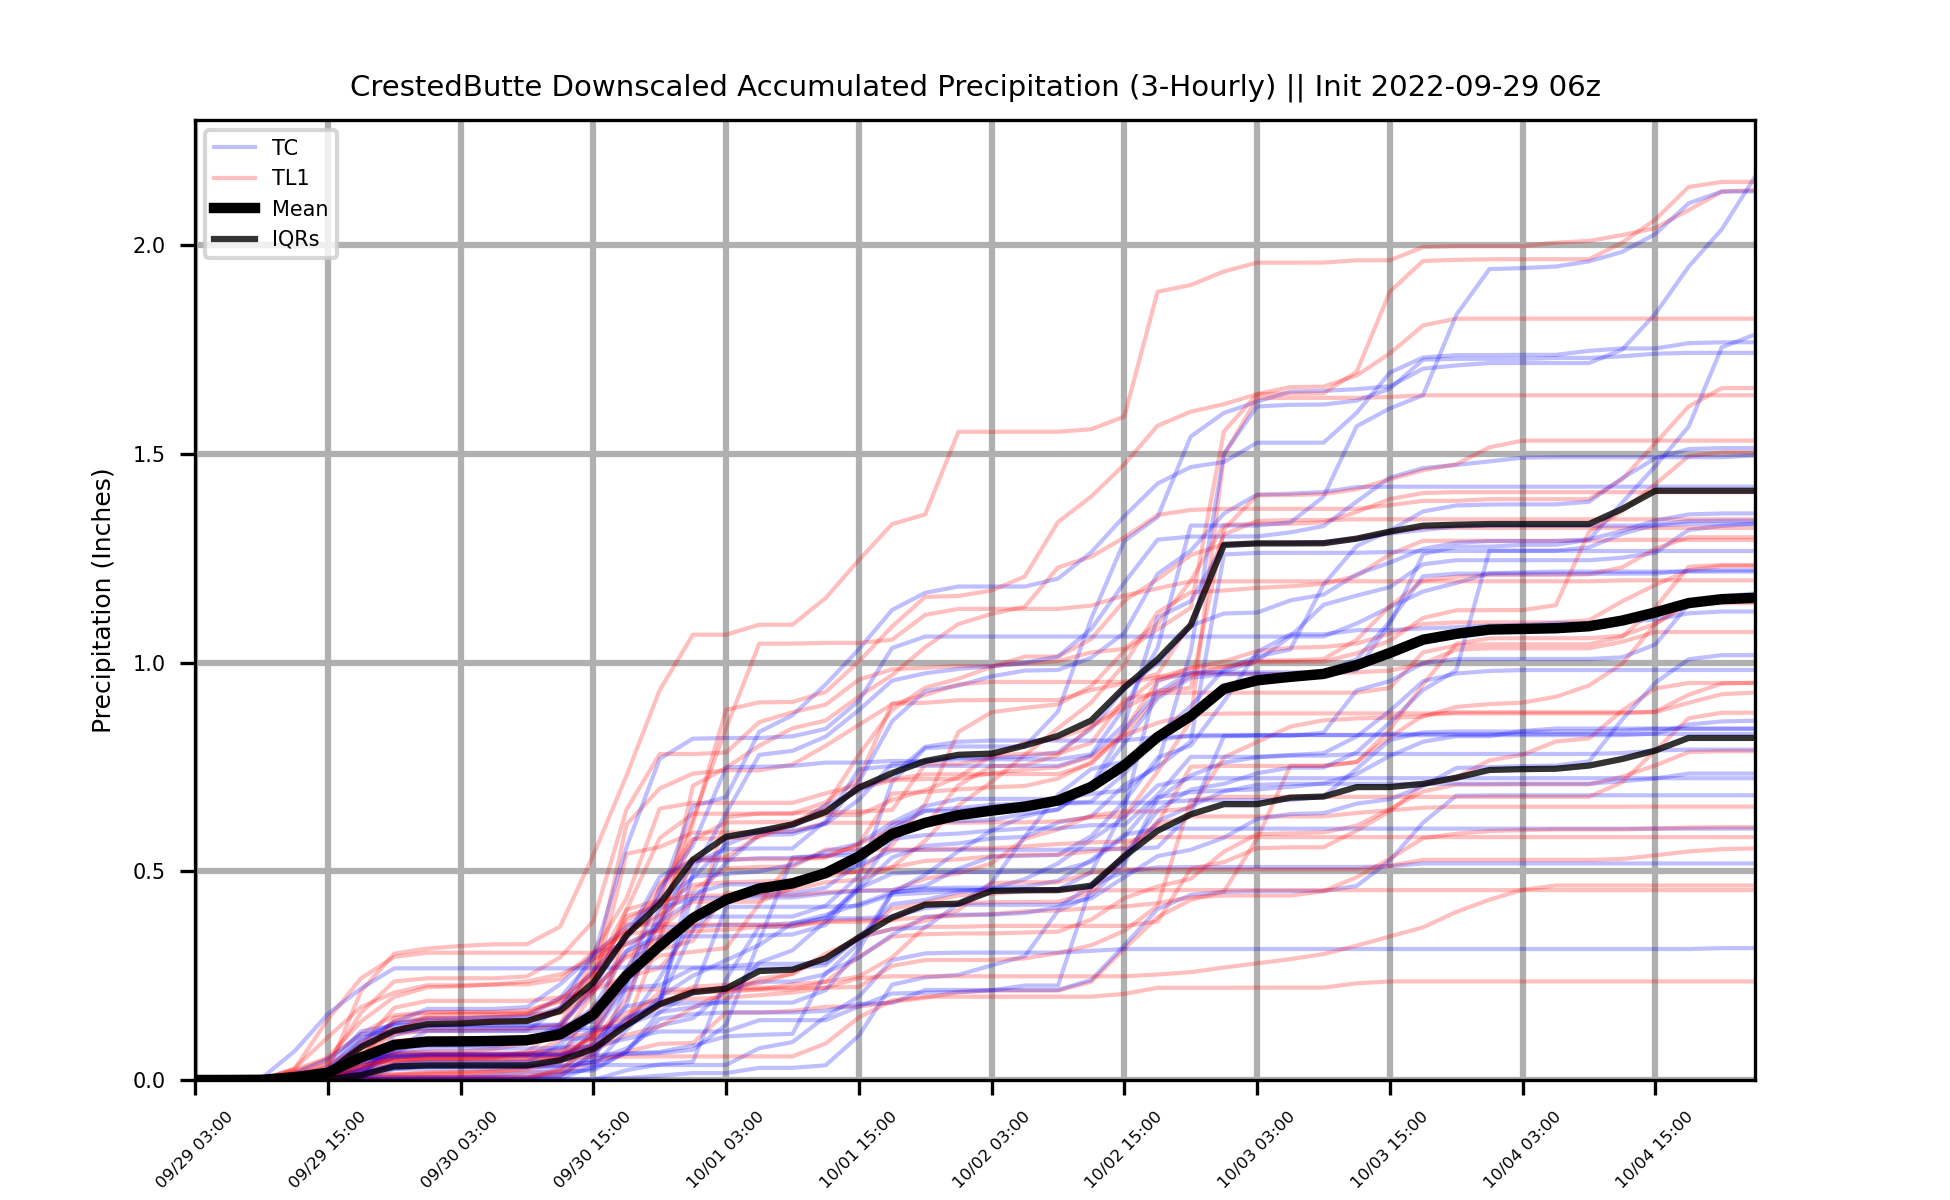 CrestedButte Downscaled Accumulated Precipitation (3-Hourly) || Init 2022-09-29 06z
TC
TL1
Mean
IQRs
Precipitation (Inches)
2.0
1.5
1.0
0.5
0.0
09/29 03:00
09/29 15:00
09/30 03:00
09/30 15:00
10/01 03:00
10/01 15:00
10/02 03:00
10/02 15:00
10/03 03:00
10/03 15:00
10/04 03:00
10/04 15:00